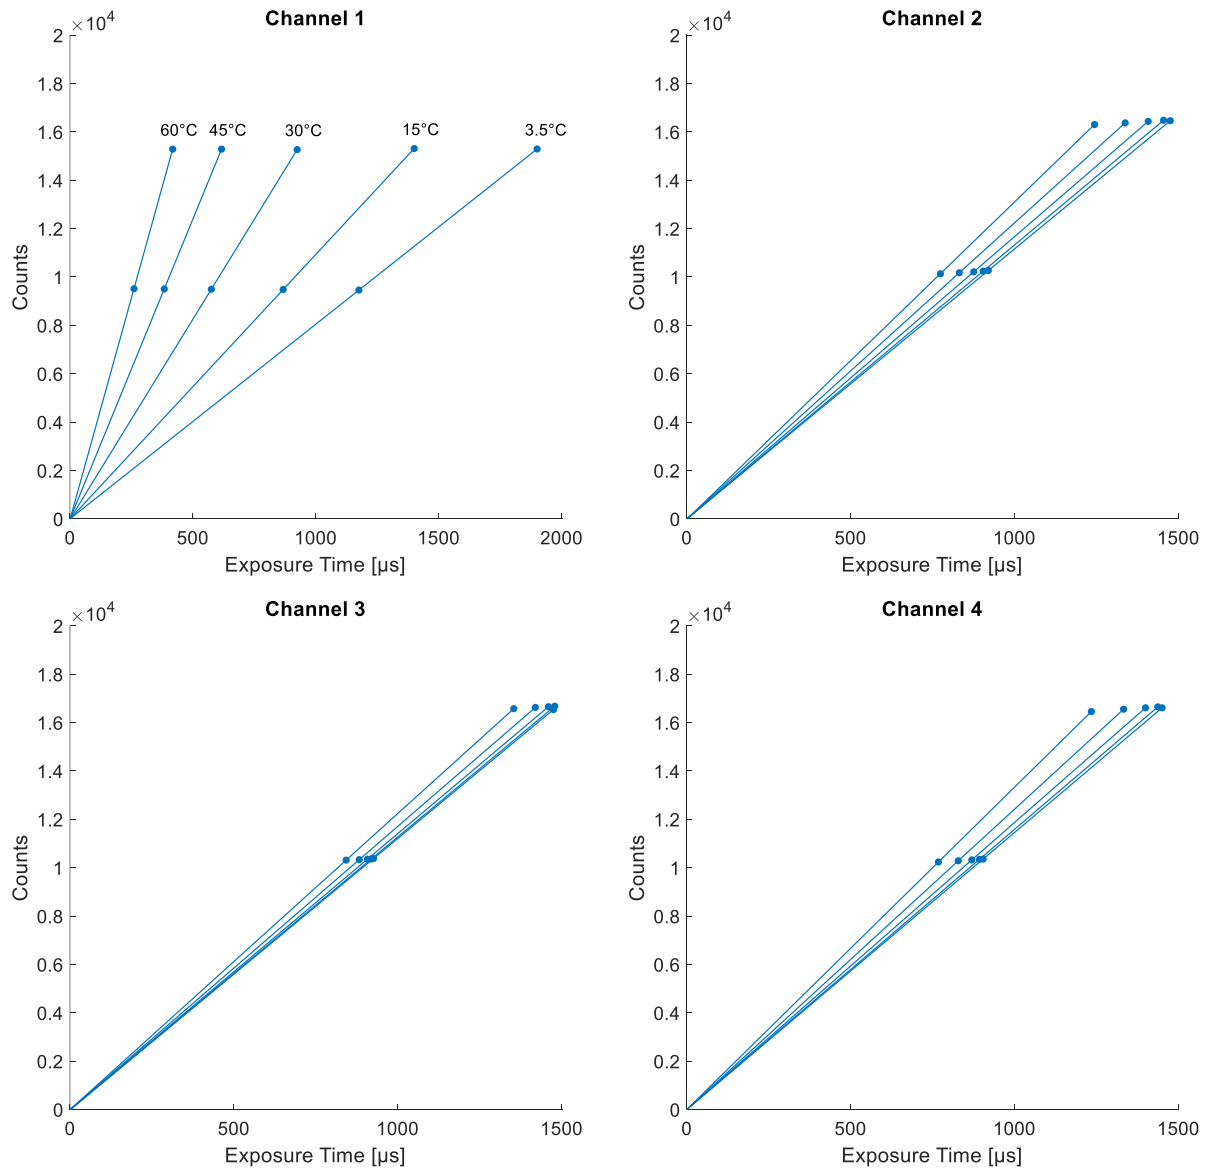 Channel 1
×10⁴
2
1.8
1.6
1.4
1.2
1
0.8
0.6
0.4
0.2
0
Counts
60°C 45°C 30°C 15°C 3.5°C
0 500 1000 1500 2000
Exposure Time [µs]
Channel 2
×10⁴
2
1.8
1.6
1.4
1.2
1
0.8
0.6
0.4
0.2
0
Counts
0 500 1000 1500
Exposure Time [µs]
Channel 3
×10⁴
2
1.8
1.6
1.4
1.2
1
0.8
0.6
0.4
0.2
0
Counts
0 500 1000 1500
Exposure Time [µs]
Channel 4
×10⁴
2
1.8
1.6
1.4
1.2
1
0.8
0.6
0.4
0.2
0
Counts
0 500 1000 1500
Exposure Time [µs]